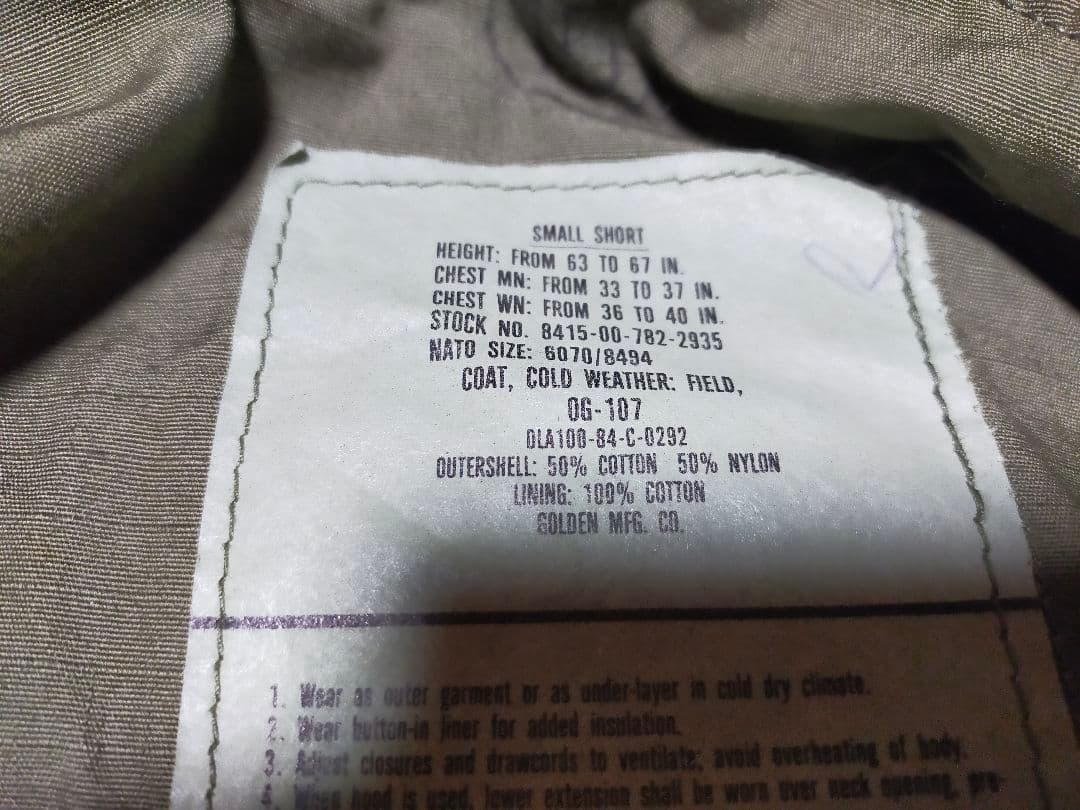 SMALL SHORT
HEIGHT: FROM 63 TO 67 IN.
CHEST MN: FROM 33 TO 37 IN.
CHEST WN: FROM 36 TO 40 IN.
STOCK NO. 8415-00-782-2935
NATO SIZE: 6070/8494
COAT, COLD WEATHER: FIELD,
OG-107
DLA100-84-C-0292
OUTERSHELL: 50% COTTON 50% NYLON
LINING: 100% COTTON
GOLDEN MFG. CO.
1. Wear as outer garment or as under-layer in cold dry climate.
2. Wear button-in liner for added insulation.
3. Adjust closures and drawcords to ventilate; avoid overheating of body.
4. When hood is used, lower extension shall be worn over neck opening, pre-